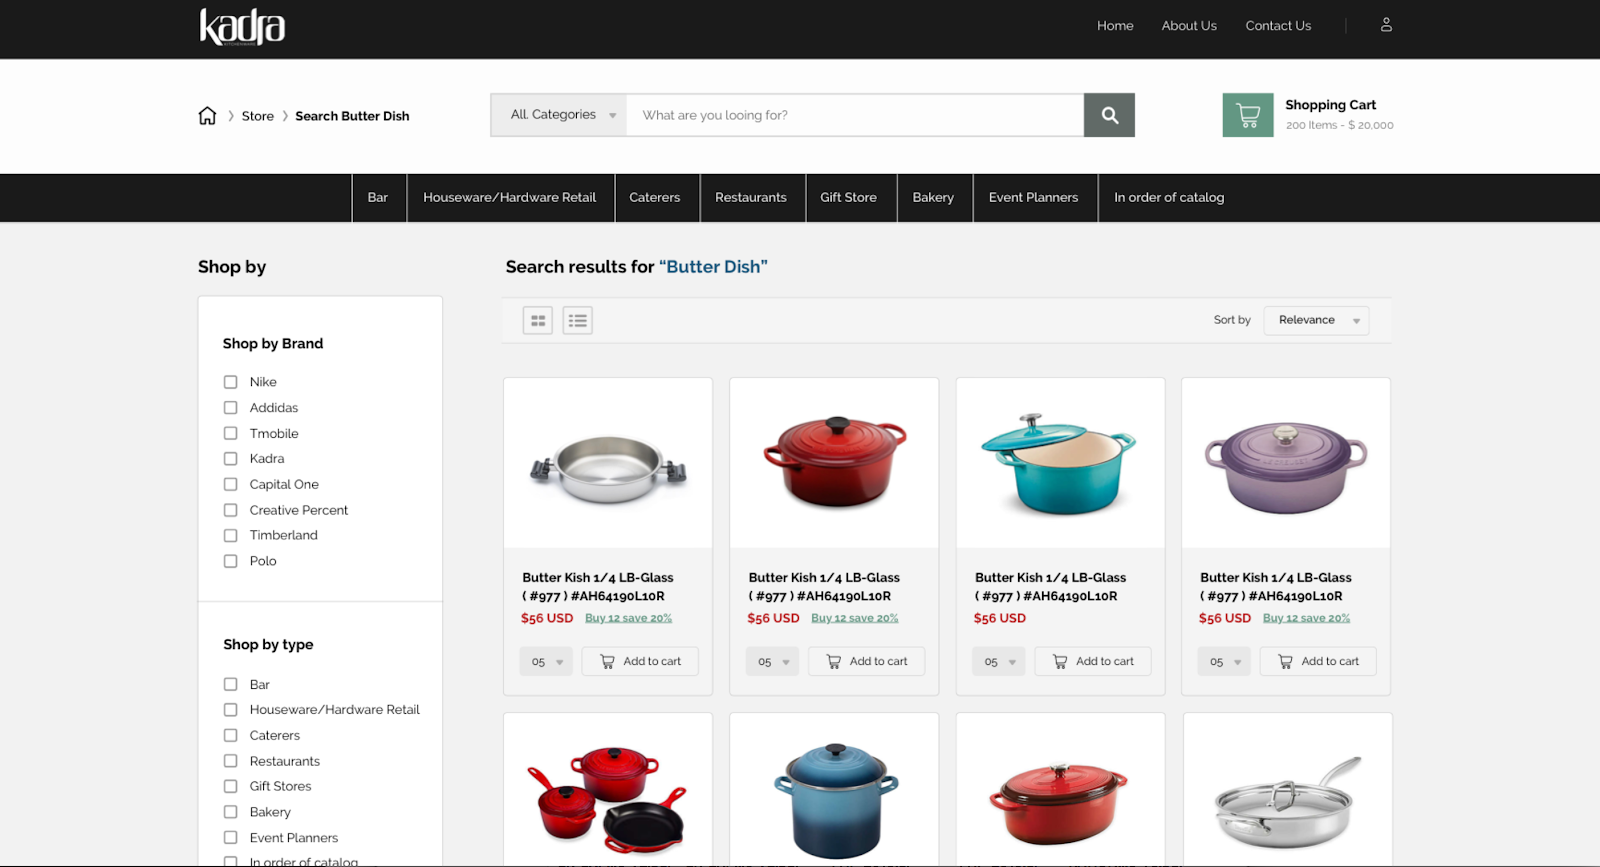 kadra
KITCHENWARE
Home About Us Contact Us
Store Search Butter Dish
All. Categories What are you looing for?
Shopping Cart
200 Items - $ 20,000
Bar Houseware/Hardware Retail Caterers Restaurants Gift Store Bakery Event Planners In order of catalog
Shop by
Shop by Brand
Nike
Addidas
Tmobile
Kadra
Capital One
Creative Percent
Timberland
Polo
Shop by type
Bar
Houseware/Hardware Retail
Caterers
Restaurants
Gift Stores
Bakery
Event Planners
In order of catalog
Search results for “Butter Dish”
Sort by Relevance
Butter Kish 1/4 LB-Glass
( #977 ) #AH64190L10R
$56 USD Buy 12 save 20%
05 Add to cart
Butter Kish 1/4 LB-Glass
( #977 ) #AH64190L10R
$56 USD Buy 12 save 20%
05 Add to cart
Butter Kish 1/4 LB-Glass
( #977 ) #AH64190L10R
$56 USD
05 Add to cart
Butter Kish 1/4 LB-Glass
( #977 ) #AH64190L10R
$56 USD Buy 12 save 20%
05 Add to cart